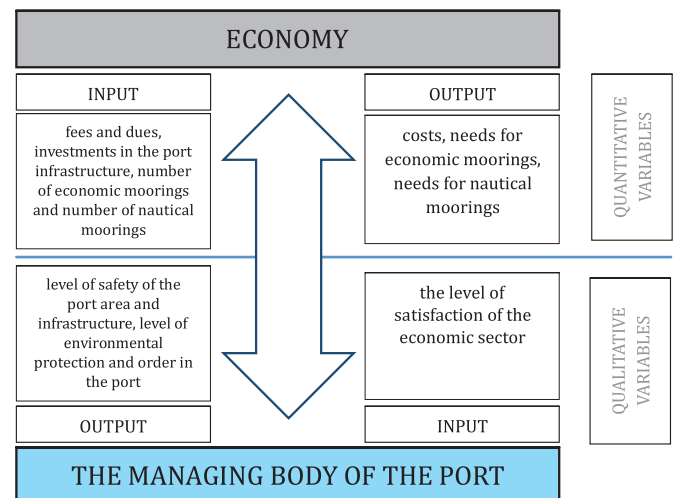 ECONOMY
INPUT
fees and dues,
investments in the port
infrastructure, number
of economic moorings
and number of nautical
moorings
OUTPUT
costs, needs for
economic moorings,
needs for nautical
moorings
QUANTITATIVE
VARIABLES
level of safety of the
port area and
infrastructure, level of
environmental
protection and order in
the port
OUTPUT
the level of
satisfaction of the
economic sector
INPUT
QUALITATIVE
VARIABLES
THE MANAGING BODY OF THE PORT